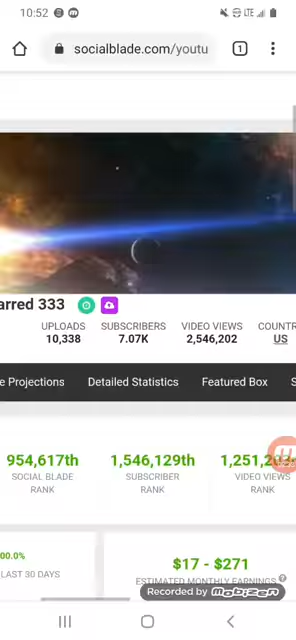 10:52
LTE
socialblade.com/youtu
1
arred 333
UPLOADS SUBSCRIBERS VIDEO VIEWS COUNTR
10,338 7.07K 2,546,202 US
e Projections Detailed Statistics Featured Box S
954,617th 1,546,129th
SOCIAL BLADE RANK SUBSCRIBER RANK VIDEO VIEWS RANK
00.0% $17 - $271
LAST 30 DAYS ESTIMATED MONTHLY EARNINGS
Recorded by Mobizen